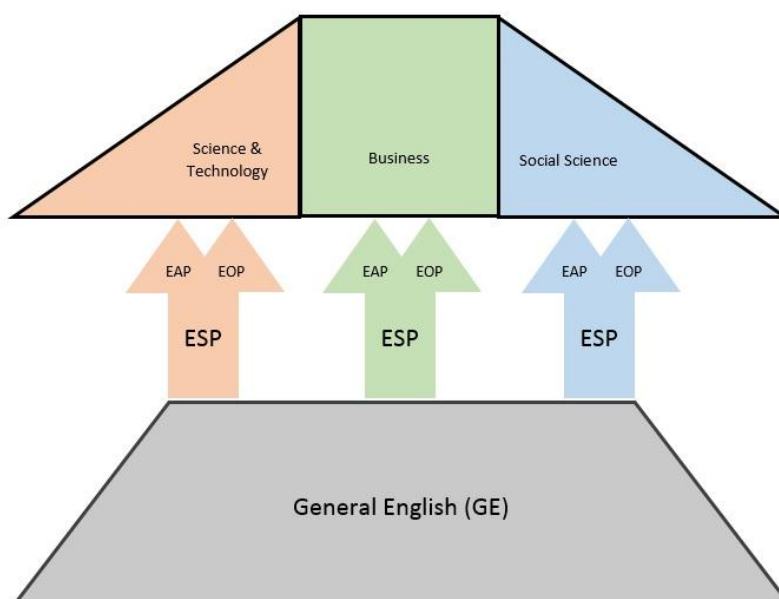 Science &
Technology
Business
Social Science
EAP
EOP
EAP
EOP
EAP
EOP
ESP
ESP
ESP
General English (GE)